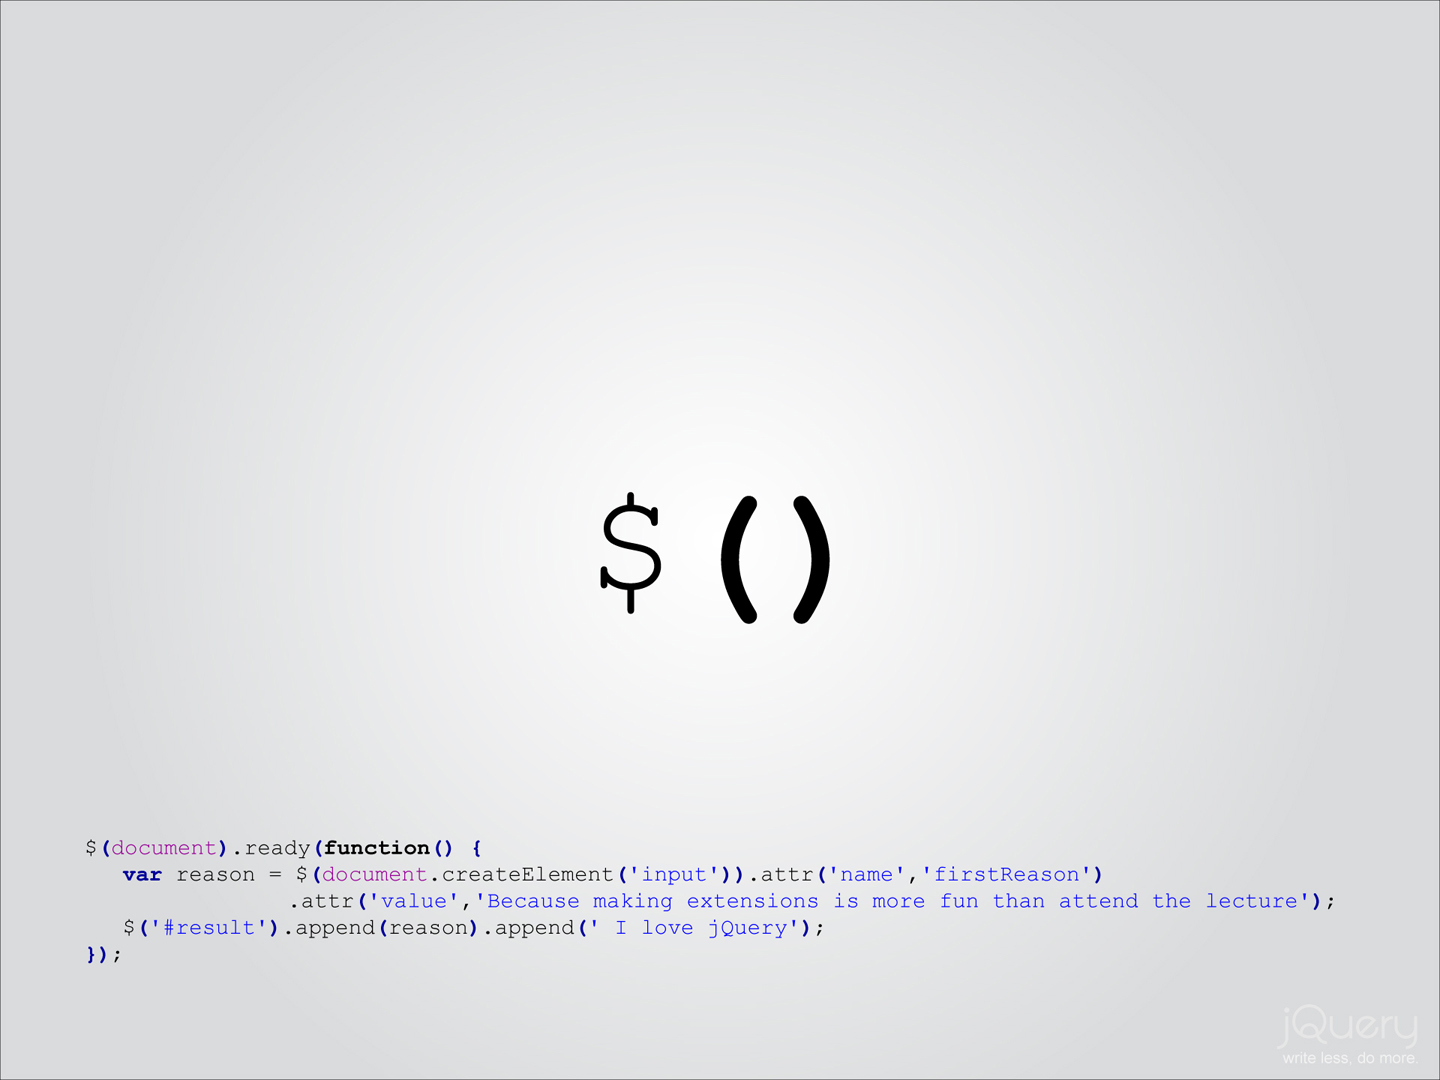 $ ()
$(document).ready(function() {
var reason = $(document.createElement('input')).attr('name','firstReason')
.attr('value','Because making extensions is more fun than attend the lecture');
$('#result').append(reason).append(' I love jQuery');
});
jQuery
write less. do more.